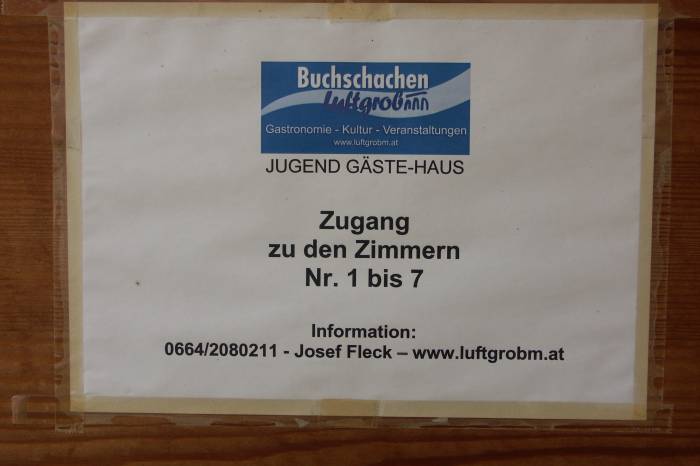 Buchschachen
Luftgrobm
Gastronomie - Kultur - Veranstaltungen
www.luftgrobm.at
JUGEND GÄSTE-HAUS
Zugang
zu den Zimmern
Nr. 1 bis 7
Information:
0664/2080211 - Josef Fleck – www.luftgrobm.at